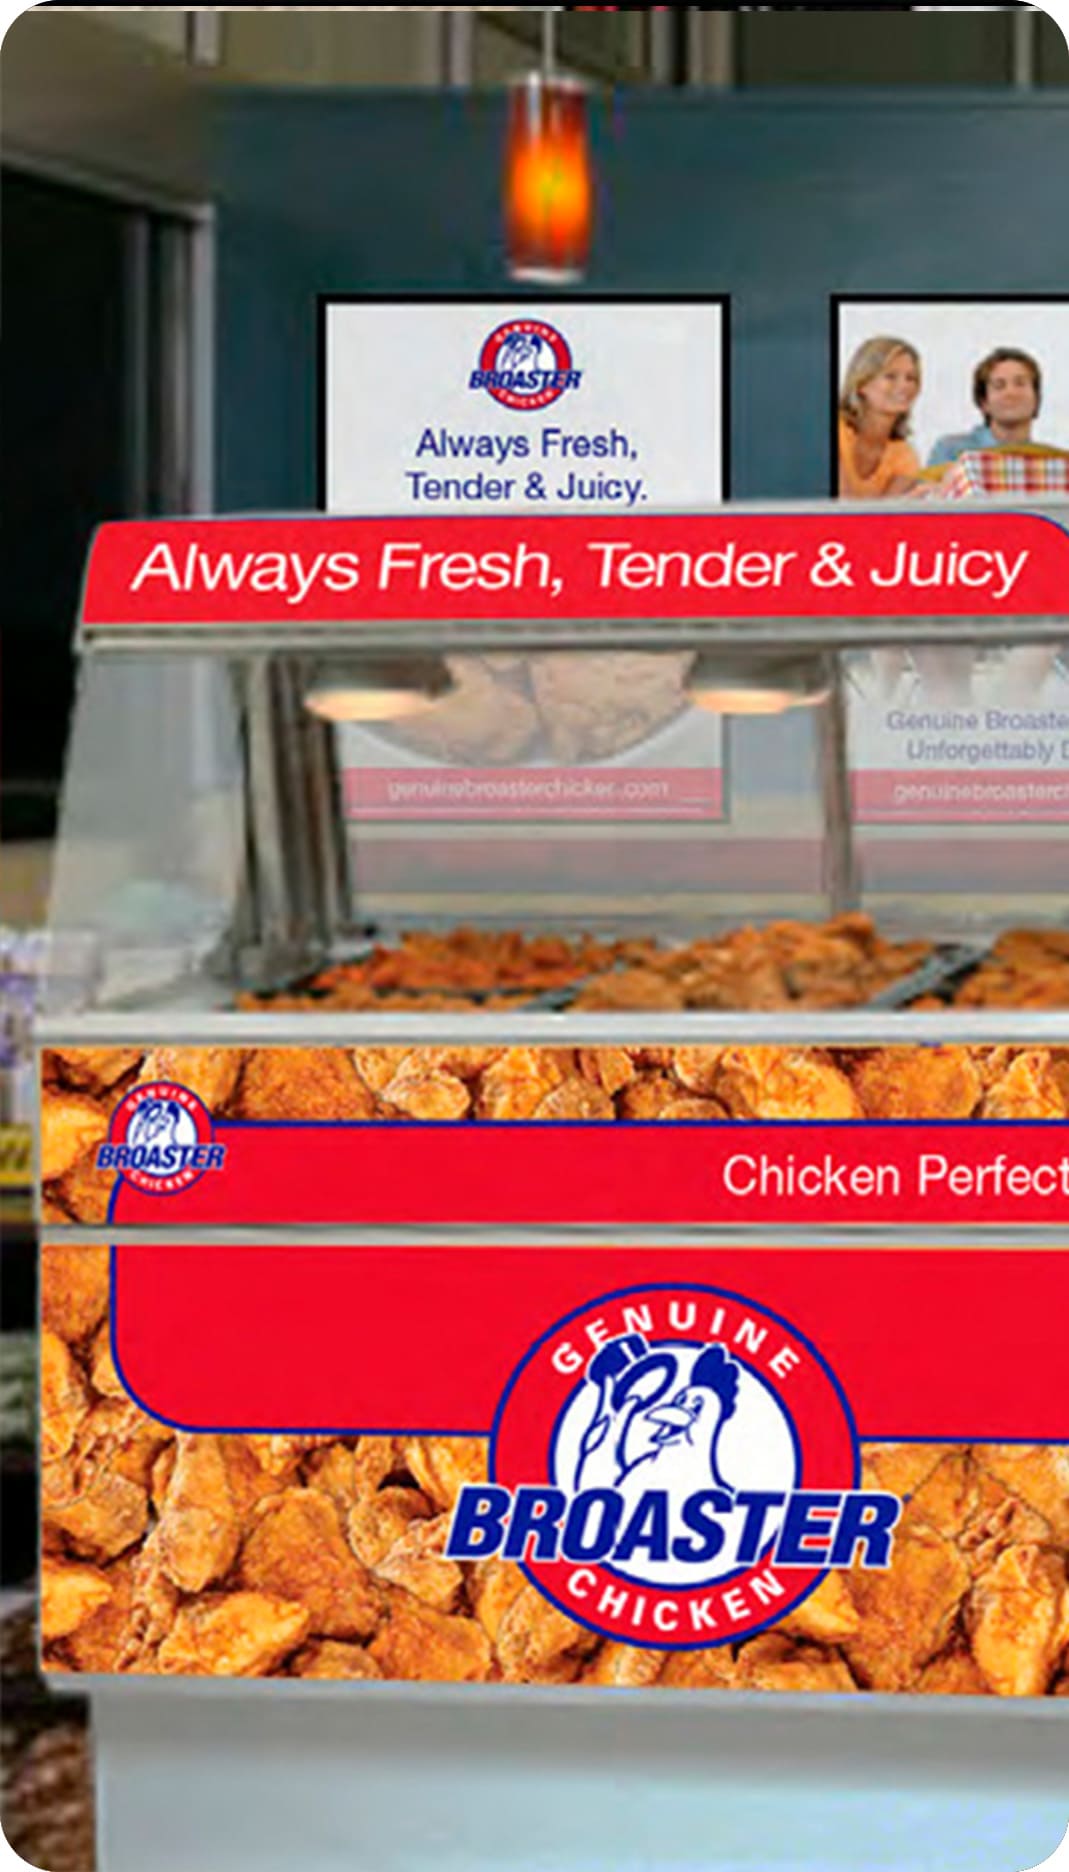 GENUINE
BROASTER
CHICKEN
Always Fresh,
Tender & Juicy.
Always Fresh, Tender & Juicy
Genuine
Unforgettably
genuinebroasterchicken.com
GENUINE
BROASTER
CHICKEN
Chicken Perfect
GENUINE
BROASTER
CHICKEN